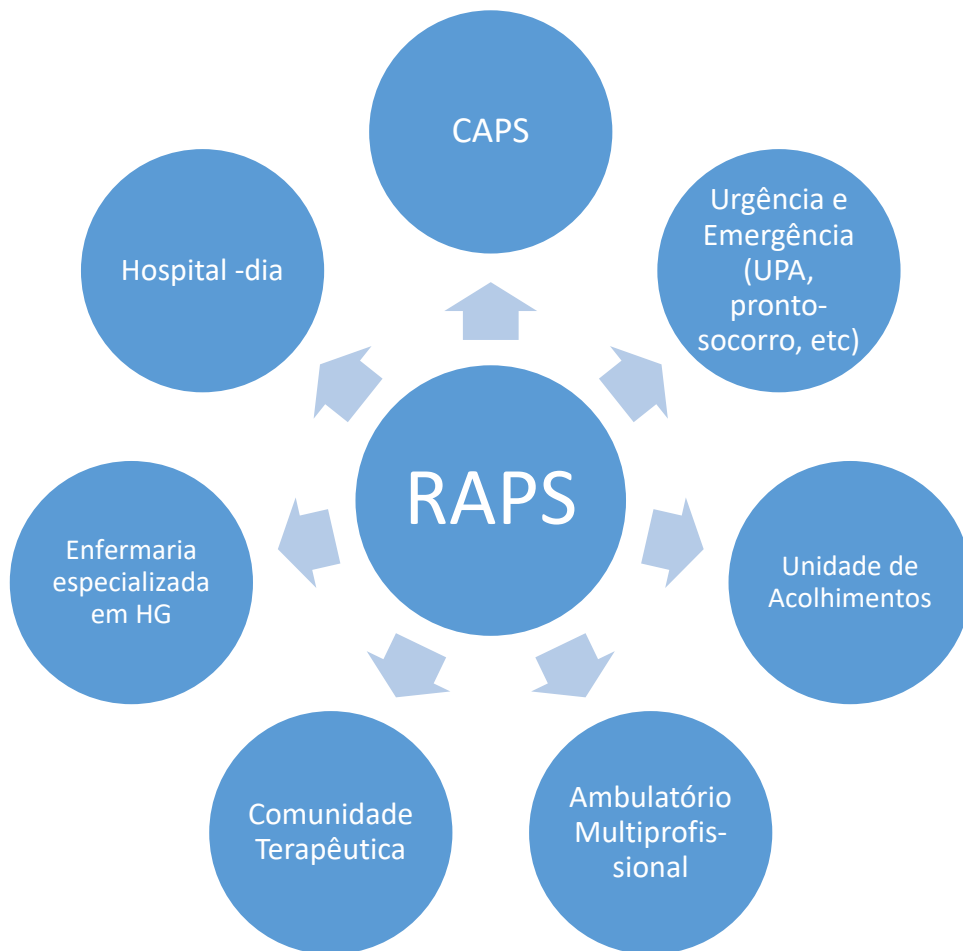 CAPS
Urgência e
Emergência
(UPA,
pronto-
socorro, etc)
Hospital -dia
RAPS
Enfermaria
especializada
em HG
Unidade de
Acolhimentos
Comunidade
Terapêutica
Ambulatório
Multiprofis-
sional